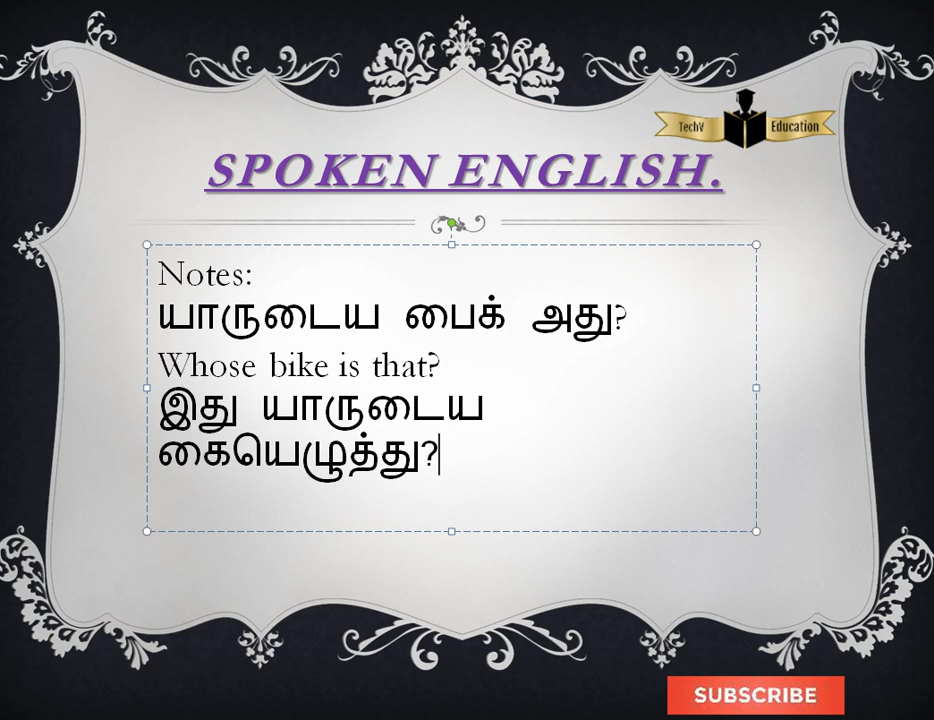 TechV Education
SPOKEN ENGLISH.
Notes:
யாருடைய பைக் அது?
Whose bike is that?
இது யாருடைய
கையெழுத்து?
SUBSCRIBE